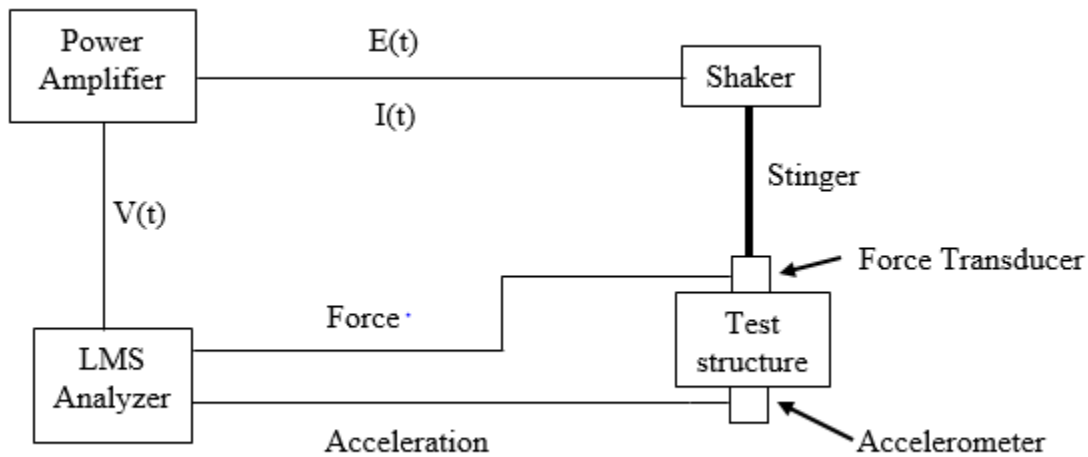 Power
Amplifier
E(t)
I(t)
Shaker
Stinger
V(t)
Force Transducer
Force
Test
structure
LMS
Analyzer
Acceleration
Accelerometer